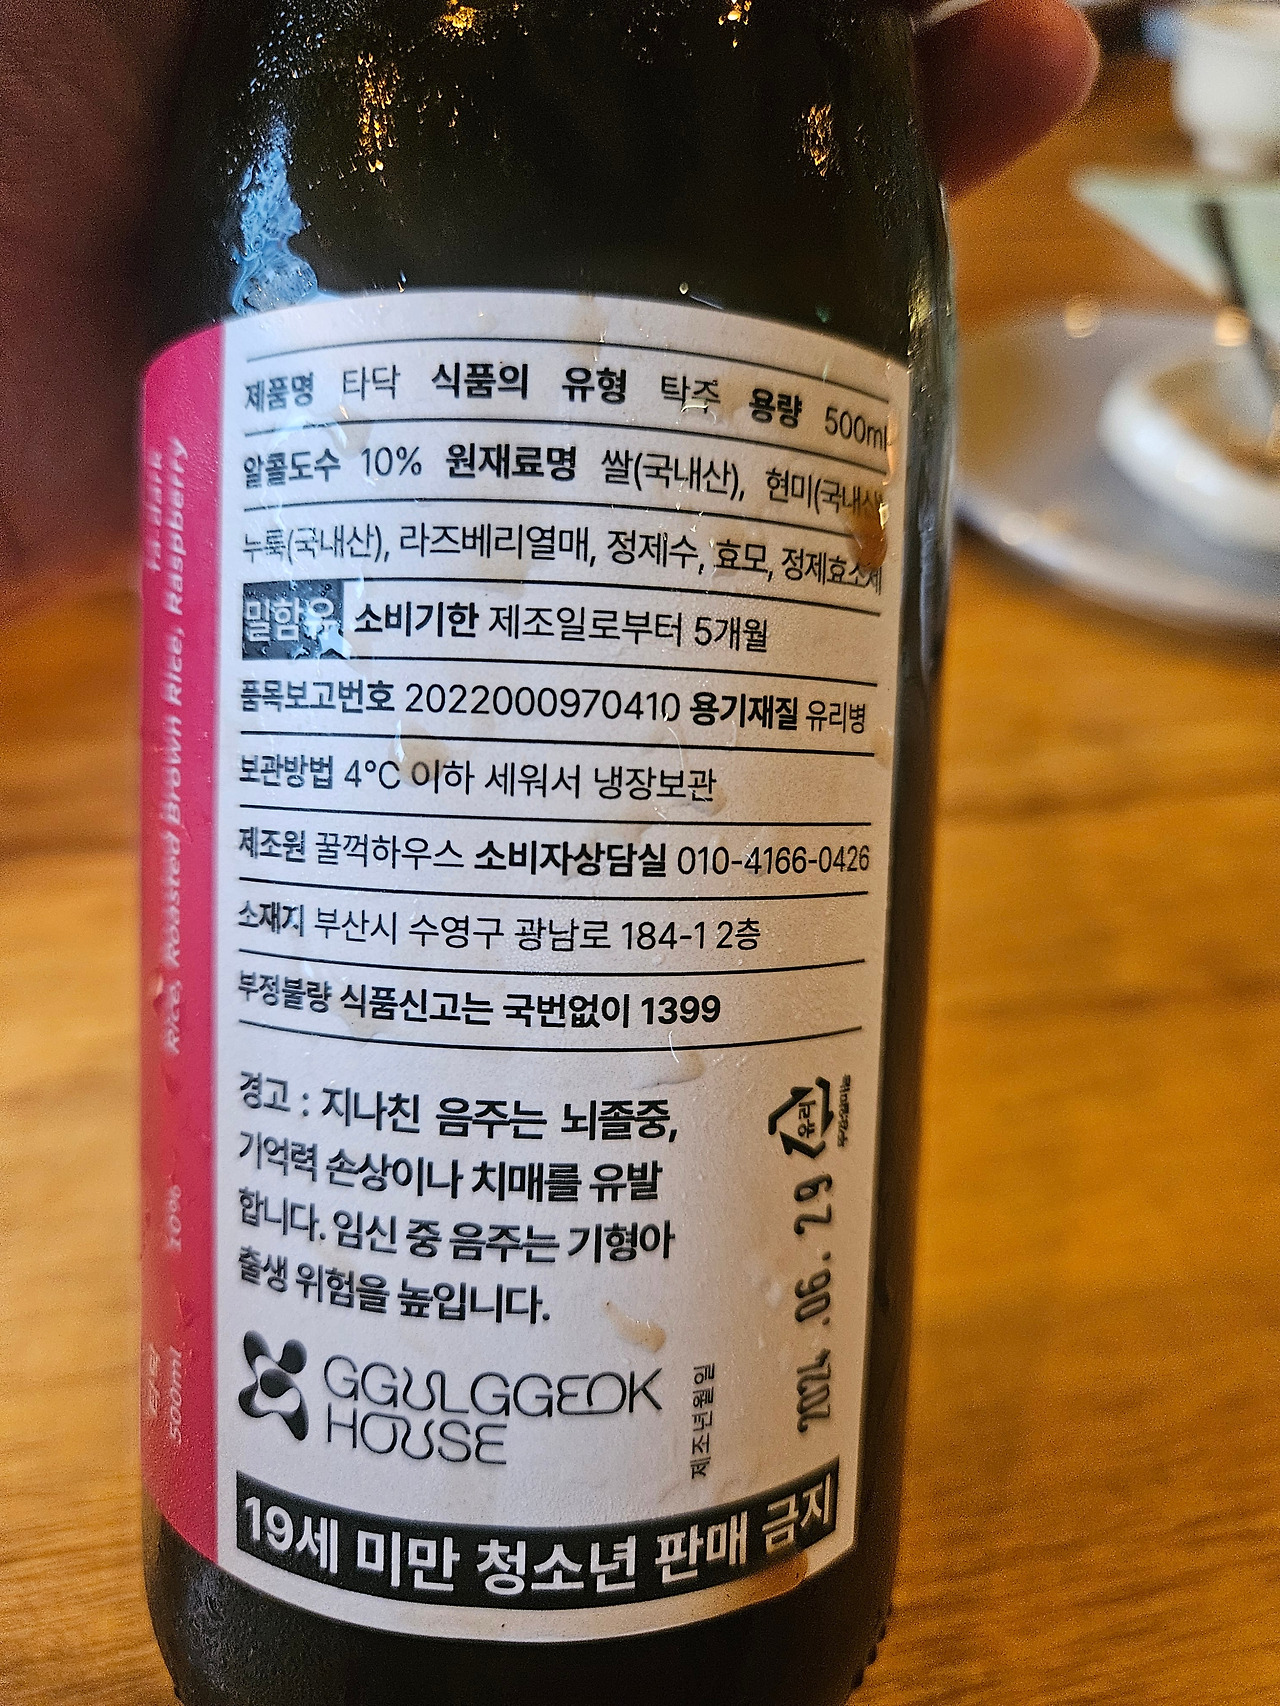 제품명 타닥 식품의 유형 탁주 용량 500ml
알콜도수 10% 원재료명 쌀(국내산), 현미(국내산)
누룩(국내산), 라즈베리열매, 정제수, 효모, 정제효소제
밀함유 소비기한 제조일로부터 5개월
품목보고번호 2022000970410 용기재질 유리병
보관방법 4°C 이하 세워서 냉장보관
제조원 꿀꺽하우스 소비자상담실 010-4166-0426
소재지 부산시 수영구 광남로 184-1 2층
부정불량 식품신고는 국번없이 1399
경고 : 지나친 음주는 뇌졸중,
기억력 손상이나 치매를 유발
합니다. 임신 중 음주는 기형아
출생 위험을 높입니다.
유리
GGULGGEOK
HOUSE
제조년월일
2024 .06. 29
19세 미만 청소년 판매 금지
Rice, Roasted Brown Rice, Raspberry
10%
500ml